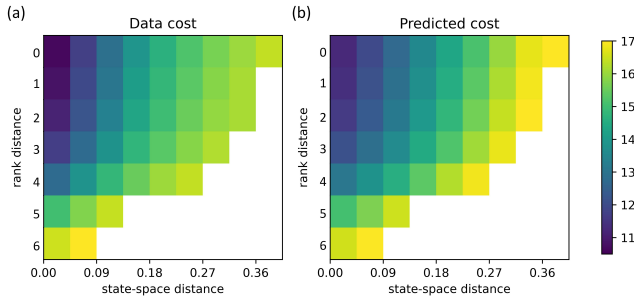 (a)
Data cost
rank distance
0
1
2
3
4
5
6
0.00 0.09 0.18 0.27 0.36
state-space distance
(b)
Predicted cost
rank distance
0
1
2
3
4
5
6
0.00 0.09 0.18 0.27 0.36
state-space distance
17
16
15
14
13
12
11